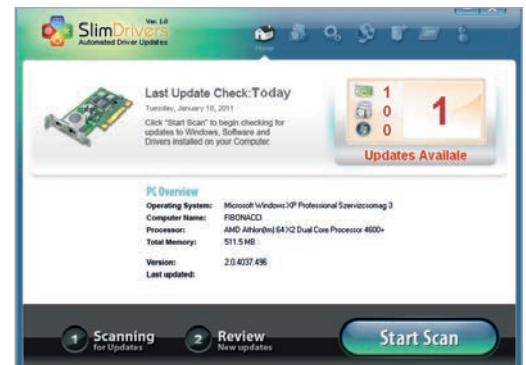 SlimDrivers
Ver. 1.0
Automated Driver Updates
Home
Last Update Check:Today
Tuesday, January 18, 2011
Click "Start Scan" to
begin checking for
updates to Windows, Software and
Drivers installed on your Computer.
1
0
0
1
Updates Availale
PC Overview
Operating System: Microsoft Windows XP Professional Szervizcsomag 3
Computer Name: FIBONACCI
Processor: AMD Athlon(tm) 64 X2 Dual Core Processor 4600+
Total Memory: 511.5 MB
Version: 2.0.4037.496
Last updated:
1 Scanning
for Updates
2 Review
New updates
Start Scan